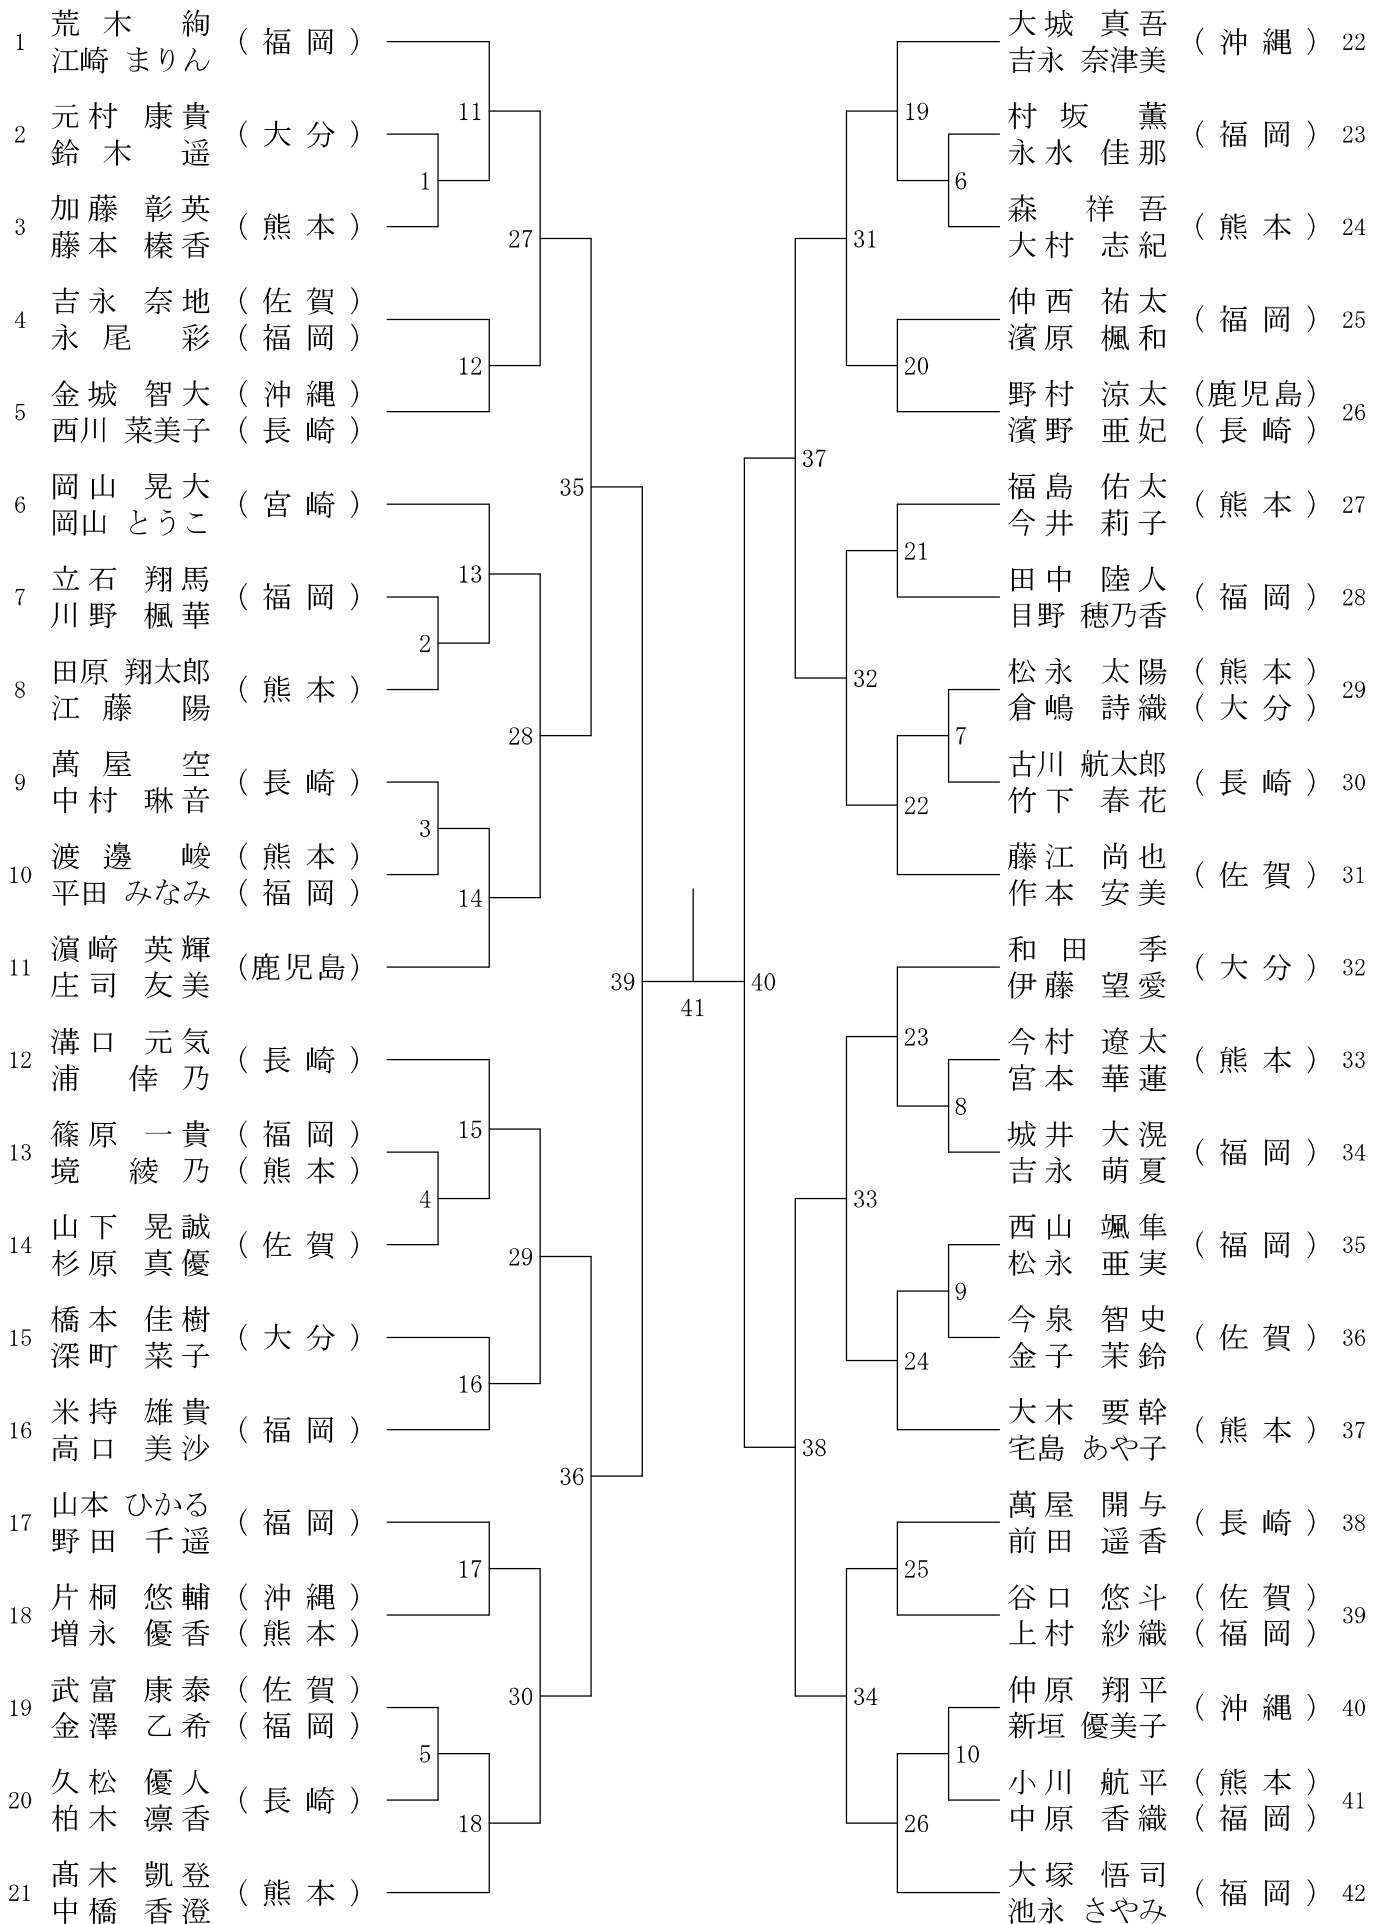 1 荒木 絢 (福岡)
江崎 まりん
2 元村 康貴 (大分)
鈴木 遥
3 加藤 彰英 (熊本)
藤本 榛香
4 吉永 奈地 (佐賀)
永尾 彩 (福岡)
5 金城 智大 (沖縄)
西川 菜美子 (長崎)
6 岡山 晃大 (宮崎)
岡山 とうこ
7 立石 翔馬 (福岡)
川野 楓華
8 田原 翔太郎 (熊本)
江藤 陽
9 萬屋 空 (長崎)
中村 琳音
10 渡邊 峻 (熊本)
平田 みなみ (福岡)
11 濵﨑 英輝 (鹿児島)
庄司 友美
12 溝口 元気 (長崎)
浦 倖乃
13 篠原 一貴 (福岡)
境 綾乃 (熊本)
14 山下 晃誠 (佐賀)
杉原 真優
15 橋本 佳樹 (大分)
深町 菜子
16 米持 雄貴 (福岡)
高口 美沙
17 山本 ひかる (福岡)
野田 千遥
18 片桐 悠輔 (沖縄)
増永 優香 (熊本)
19 武富 康泰 (佐賀)
金澤 乙希 (福岡)
20 久松 優人 (長崎)
柏木 凛香
21 髙木 凱登 (熊本)
中橋 香澄
11
1
27
12
35
13
2
28
3
14
39
15
4
29
16
36
17
30
5
18
41
40
19
6
31
20
37
21
32
7
22
23
8
33
9
24
38
25
34
10
26
大城 真吾 (沖縄) 22
吉永 奈津美
村坂 薫 (福岡) 23
永水 佳那
森 祥吾 (熊本) 24
大村 志紀
仲西 祐太 (福岡) 25
濱原 楓和
野村 涼太 (鹿児島) 26
濱野 亜妃 (長崎)
福島 佑太 (熊本) 27
今井 莉子
田中 陸人 (福岡) 28
目野 穂乃香
松永 太陽 (熊本) 29
倉嶋 詩織 (大分)
古川 航太郎 (長崎) 30
竹下 春花
藤江 尚也 (佐賀) 31
作本 安美
和田 季 (大分) 32
伊藤 望愛
今村 遼太 (熊本) 33
宮本 華蓮
城井 大滉 (福岡) 34
吉永 萌夏
西山 颯隼 (福岡) 35
松永 亜実
今泉 智史 (佐賀) 36
金子 茉鈴
大木 要幹 (熊本) 37
宅島 あや子
萬屋 開与 (長崎) 38
前田 遥香
谷口 悠斗 (佐賀) 39
上村 紗織 (福岡)
仲原 翔平 (沖縄) 40
新垣 優美子
小川 航平 (熊本) 41
中原 香織 (福岡)
大塚 悟司 (福岡) 42
池永 さやみ